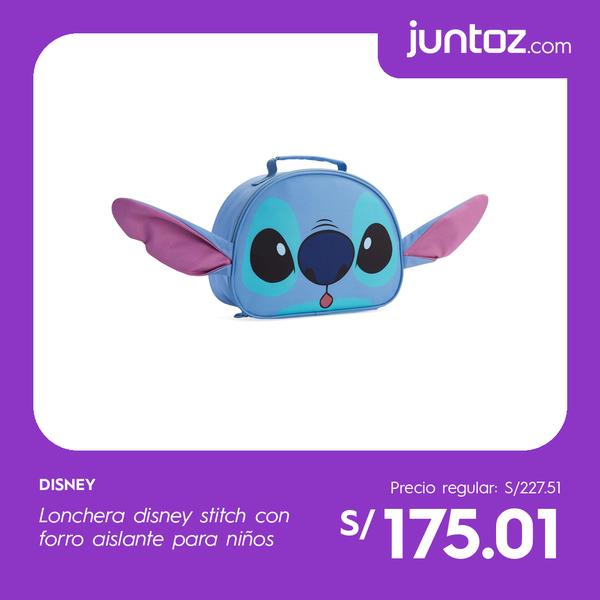 juntoz.com
DISNEY
Lonchera disney stitch con
forro aislante para niños
Precio regular: S/227.51
S/175.01